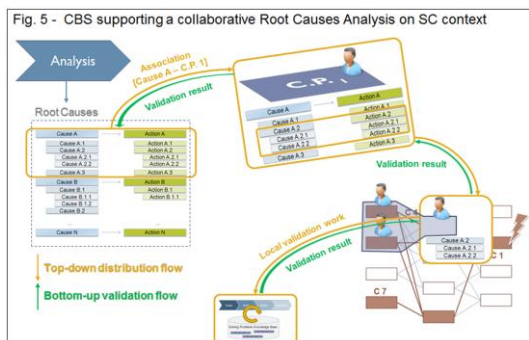 Fig. 5 - CBS supporting a collaborative Root Causes Analysis on SC context
Analysis
Association
[Cause A – C.P. 1]
Validation result
C.P. 1
Root Causes
Cause A
Action A
Cause A.1
Cause A.2
Cause A.2.1
Cause A.2.2
Cause A.3
Action A.1
Action A.2
Action A.2.1
Action A.2.2
Action A.3
Cause B
Action B
Cause B.1
Cause B.1.1
Cause B.1.2
Cause B.2
Action B.1
Action B.1.1
Cause N
Action N
Cause A
Action A
Cause A.1
Cause A.2
Cause A.2.1
Cause A.2.2
Cause A.3
Action A.1
Action A.2
Action A.2.1
Action A.2.2
Action A.3
Validation result
Top-down distribution flow
Bottom-up validation flow
Local validation work
Validation result
C 4
Cause A.2
Cause A.2.1
Cause A.2.2
C 1
C 7
C